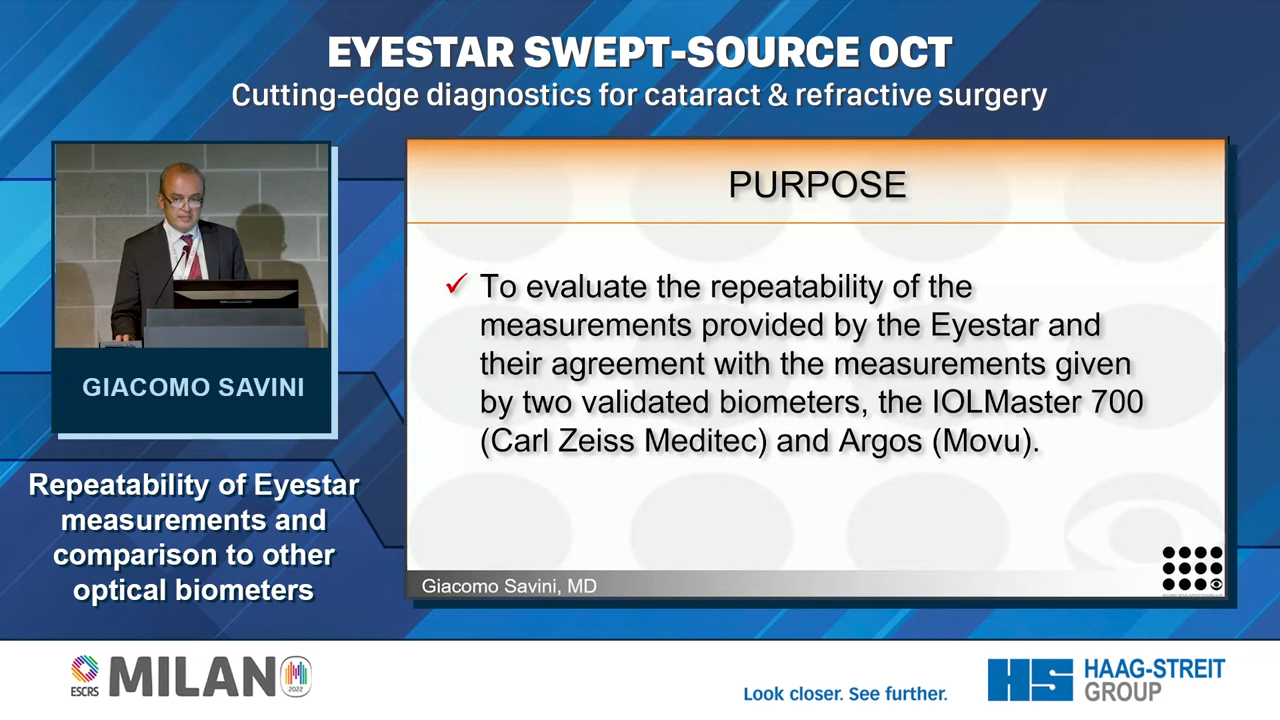 EYESTAR SWEPT-SOURCE OCT
Cutting-edge diagnostics for cataract & refractive surgery
GIACOMO SAVINI
Repeatability of Eyestar
measurements and
comparison to other
optical biometers
PURPOSE
✓ To evaluate the repeatability of the
measurements provided by the Eyestar and
their agreement with the measurements given
by two validated biometers, the IOLMaster 700
(Carl Zeiss Meditec) and Argos (Movu).
Giacomo Savini, MD
ESCRS
MILANO
2022
Look closer. See further.
HS
HAAG-STREIT
GROUP